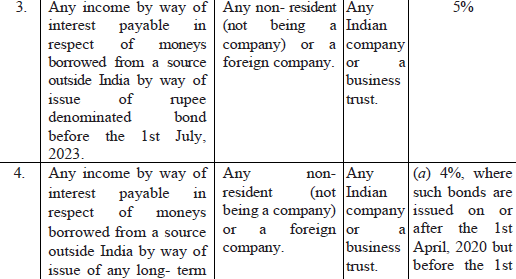 3.
Any income by way of
interest payable in
respect of moneys
borrowed from a source
outside India by way of
issue of rupee
denominated bond
before the 1st July,
2023.
Any non- resident
(not being a
company) or a
foreign company.
Any
Indian
company
or a
business
trust.
5%
4.
Any income by way of
interest payable in
respect of moneys
borrowed from a source
outside India by way of
issue of any long- term
Any non-
resident (not
being a company)
or a foreign
company.
Any
Indian
company
or a
business
trust.
(a) 4%, where
such bonds are
issued on or
after the 1st
April, 2020 but
before the 1st